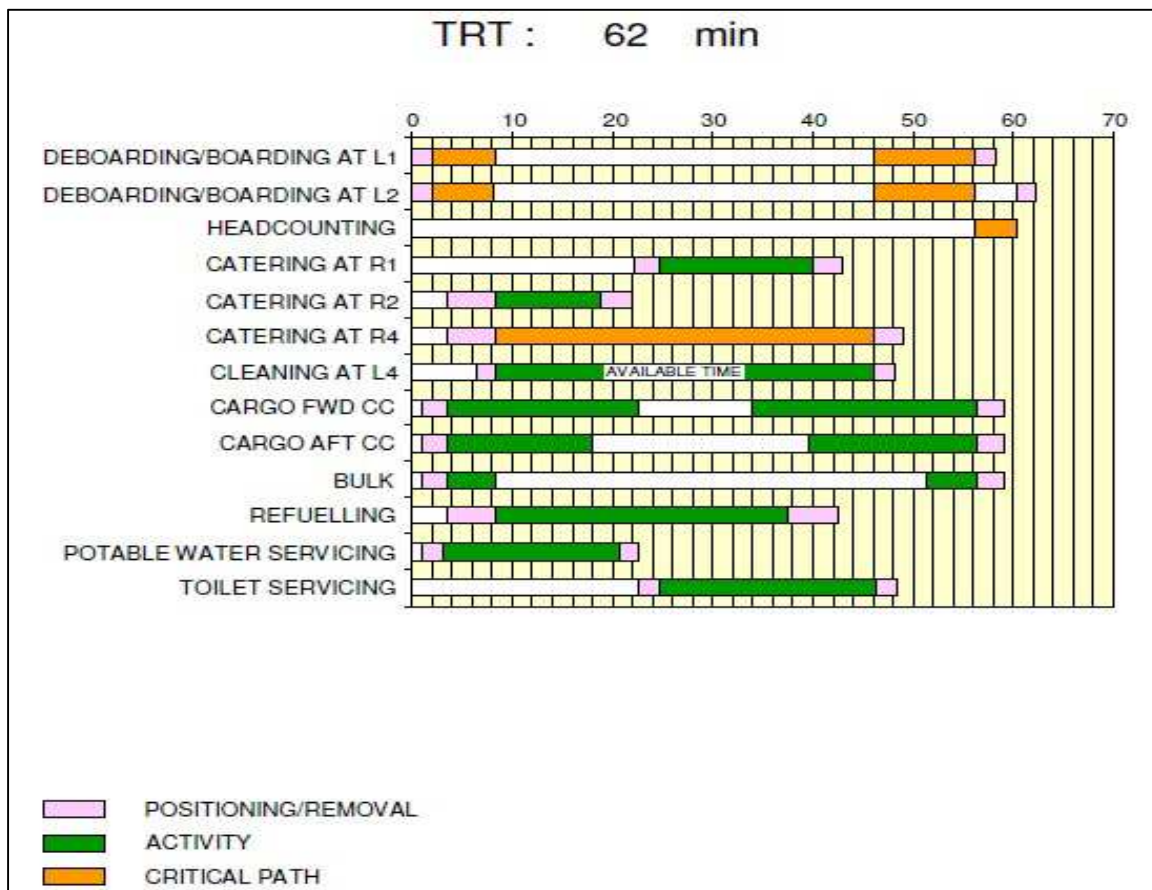 TRT : 62 min
0 10 20 30 40 50 60 70
DEBOARDING/BOARDING AT L1
DEBOARDING/BOARDING AT L2
HEADCOUNTING
CATERING AT R1
CATERING AT R2
CATERING AT R4
CLEANING AT L4 AVAILABLE TIME
CARGO FWD CC
CARGO AFT CC
BULK
REFUELLING
POTABLE WATER SERVICING
TOILET SERVICING
POSITIONING/REMOVAL
ACTIVITY
CRITICAL PATH